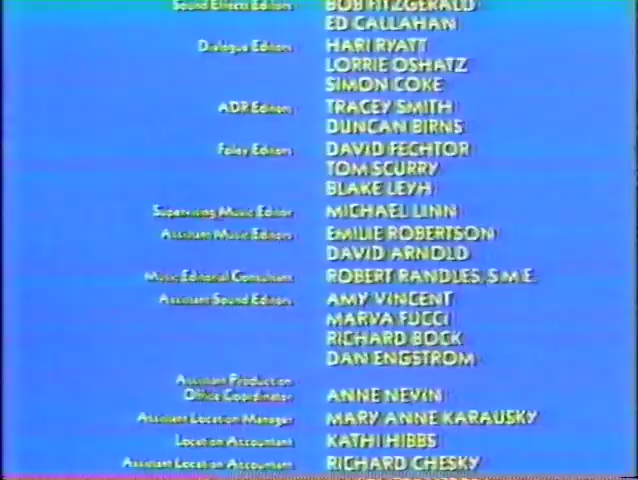 Sound Effects Editors BOB FITZGERALD
ED CALLAHAN
Dialogue Editors HARI RYATT
LORRIE OSHATZ
SIMON COKE
ADR Editors TRACEY SMITH
DUNCAN BIRNS
Foley Editors DAVID FECHTOR
TOM SCURRY
BLAKE LEYH
Supervising Music Editor MICHAEL LINN
Assistant Music Editors EMILIE ROBERTSON
DAVID ARNOLD
Music Editorial Consultant ROBERT RANDLES, S.M.E.
Assistant Sound Editors AMY VINCENT
MARVA FUCCI
RICHARD BOCK
DAN ENGSTROM
Assistant Production
Office Coordinator ANNE NEVIN
Assistant Location Manager MARY ANNE KARAUSKY
Location Accountant KATHI HIBBS
Assistant Location Accountant RICHARD CHESKY